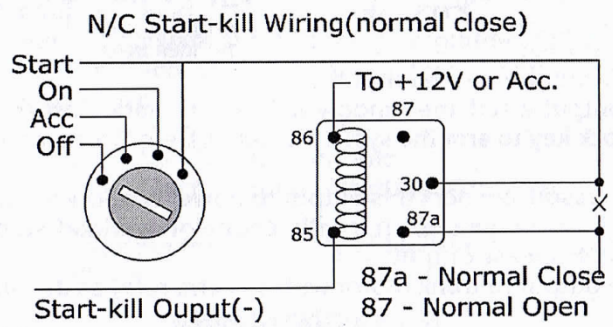 N/C Start-kill Wiring(normal close)
Start
On
Acc
Off
To +12V or Acc.
86
87
30
87a
85
87a - Normal Close
87 - Normal Open
Start-kill Ouput(-)